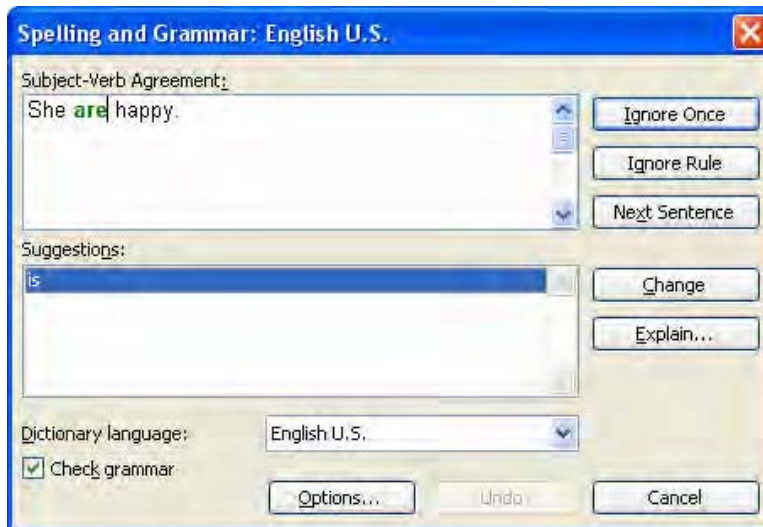 Spelling and Grammar: English U.S.
Subject-Verb Agreement:
She are happy.
Ignore Once
Ignore Rule
Next Sentence
Suggestions:
is
Change
Explain...
Dictionary language:
English U.S.
Check grammar
Options...
Undo
Cancel